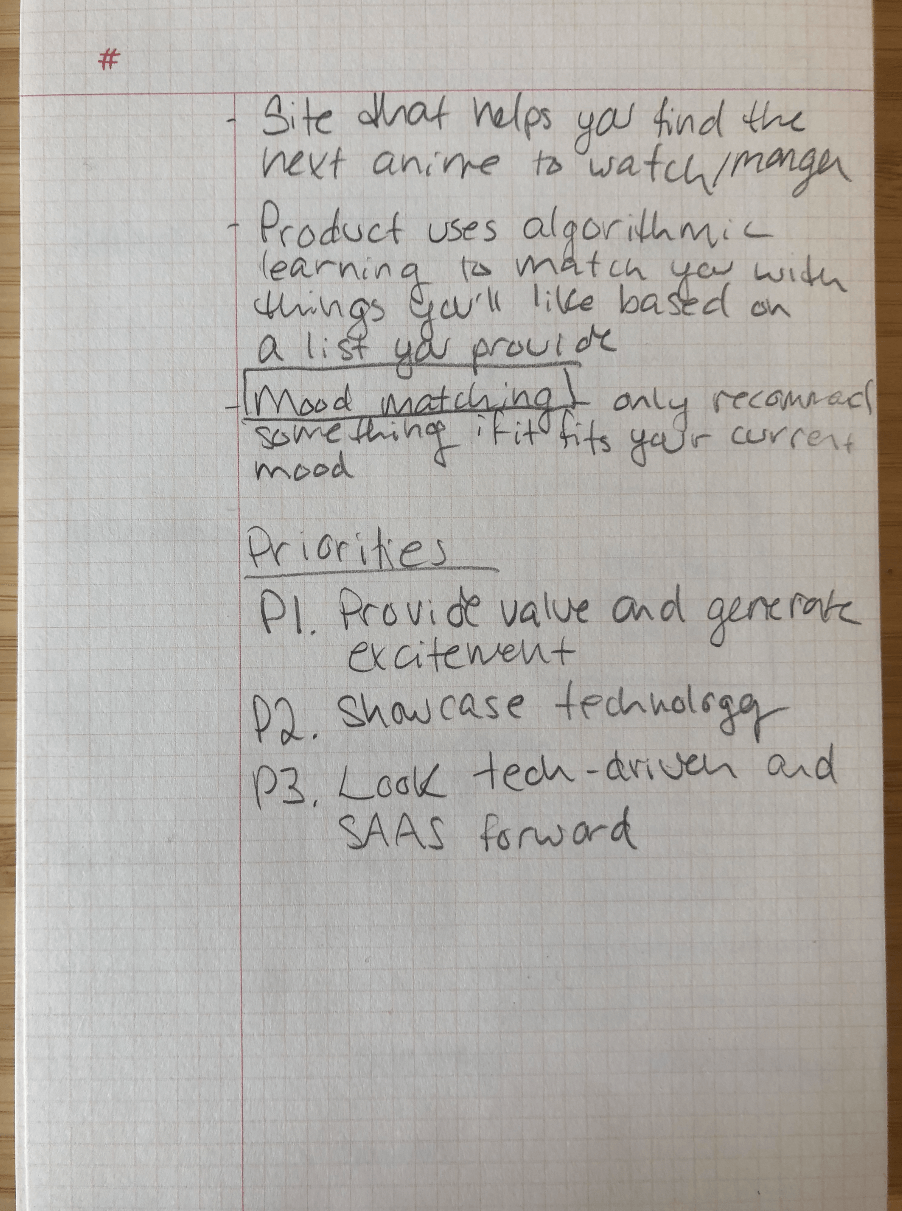 #
- Site that helps you find the
next anime to watch/manga
- Product uses algorithmic
learning to match you with
things you'll like based on
a list you provide
- Mood matching - only recommed
something if it fits your current
mood
Priorities
P1. Provide value and generate
excitement
P2. Showcase technology
P3. Look tech-driven and
SAAS forward